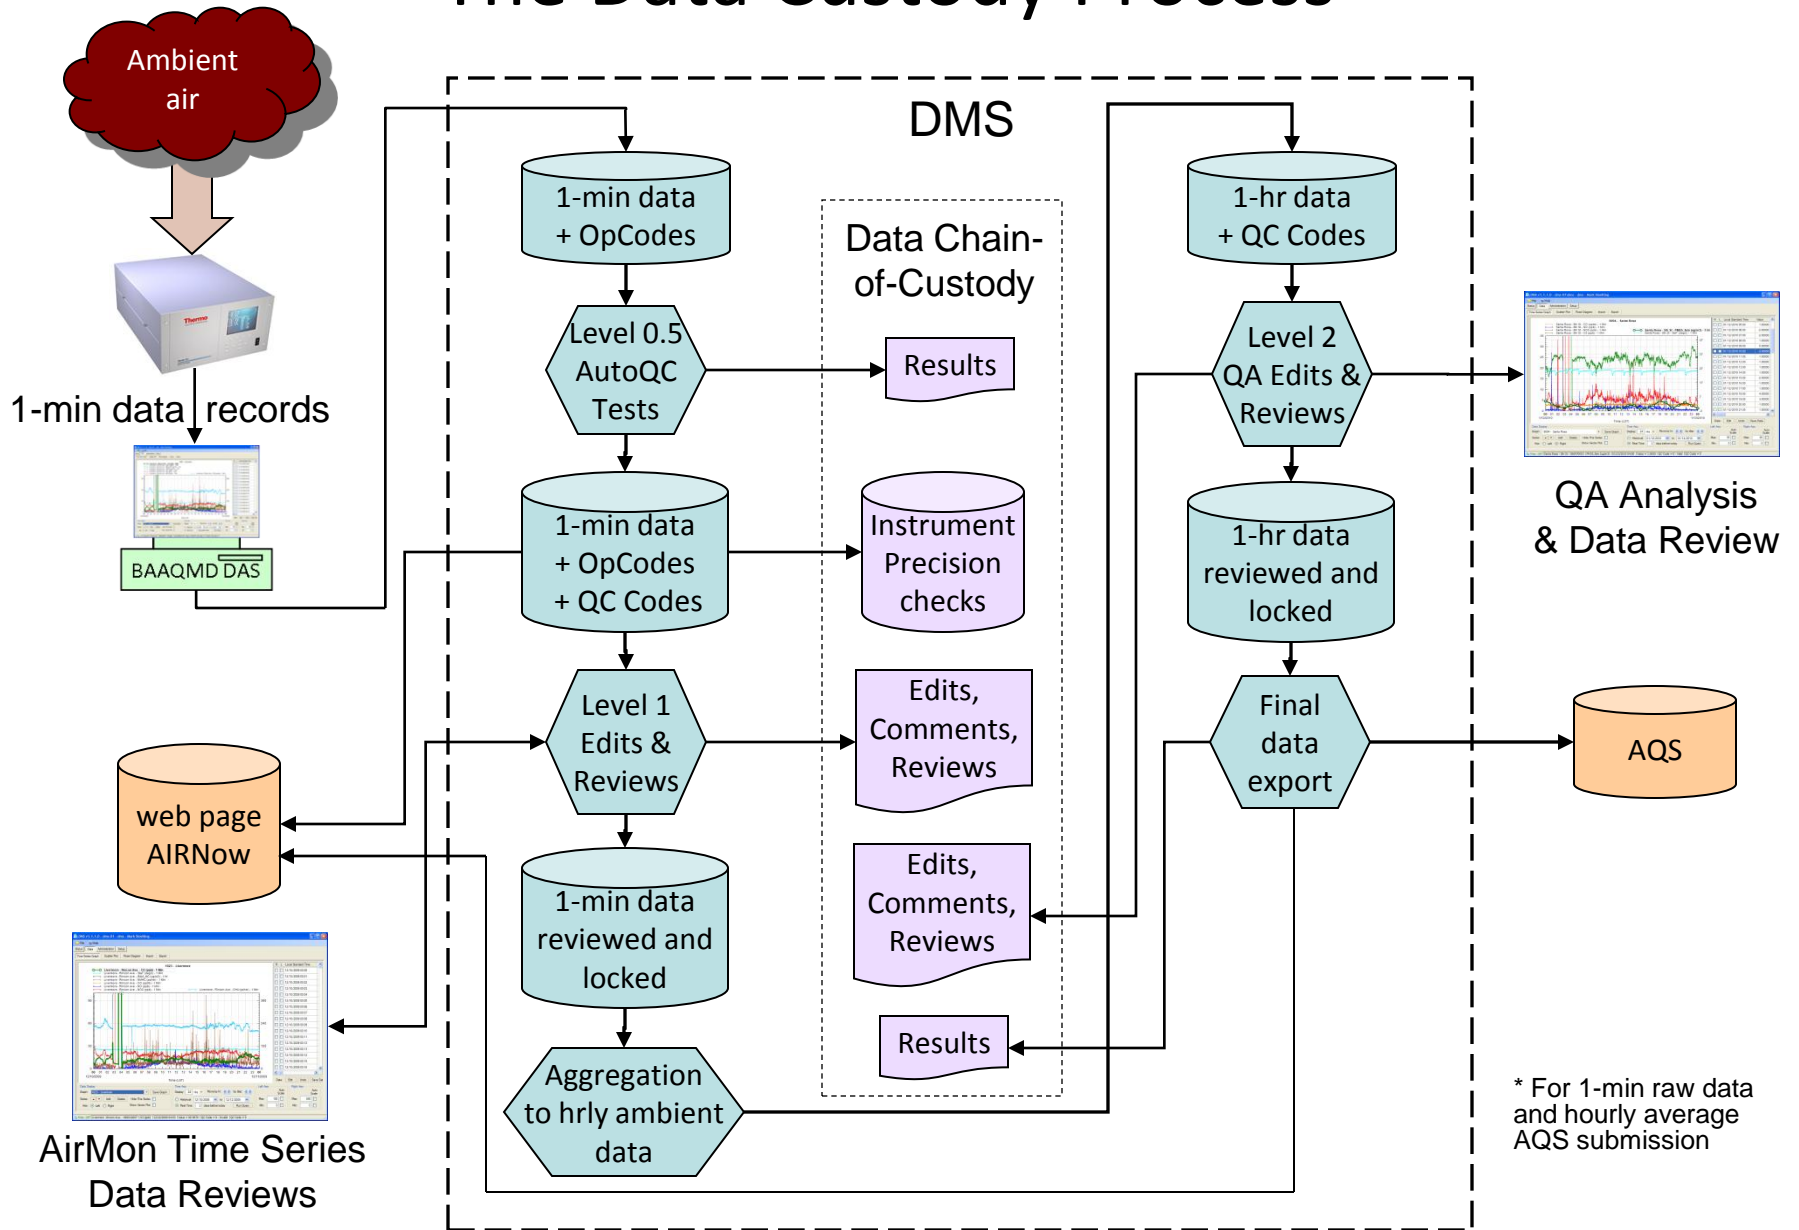 The Data Custody Process
Ambient
air
Thermo
1-min data records
BAAQMD DAS
web page
AIRNow
AirMon Time Series
Data Reviews
DMS
1-min data
+ OpCodes
Level 0.5
AutoQC
Tests
1-min data
+ OpCodes
+ QC Codes
Level 1
Edits &
Reviews
1-min data
reviewed and
locked
Aggregation
to hrly ambient
data
Data Chain-
of-Custody
Results
Instrument
Precision
checks
Edits,
Comments,
Reviews
Edits,
Comments,
Reviews
Results
1-hr data
+ QC Codes
Level 2
QA Edits &
Reviews
1-hr data
reviewed and
locked
Final
data
export
QA Analysis
& Data Review
AQS
* For 1-min raw data
and hourly average
AQS submission